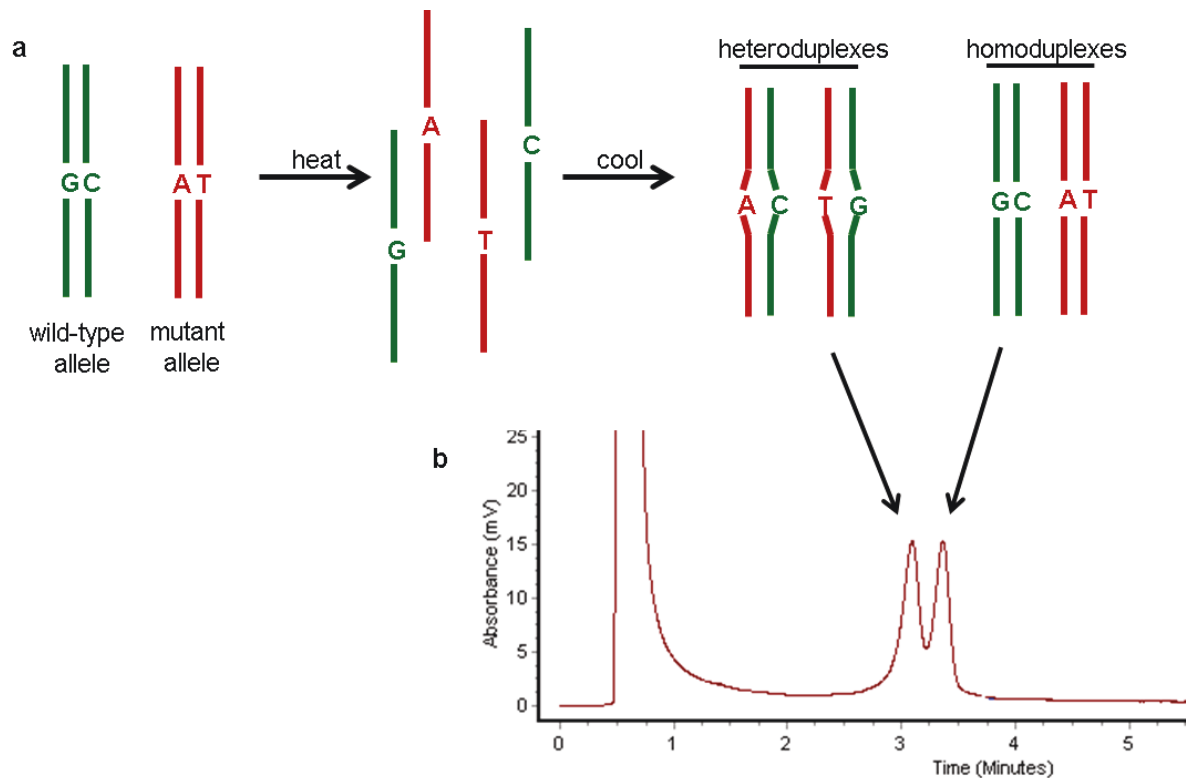 a
heteroduplexes
homoduplexes
G C
A T
heat
G
A
T
C
cool
A C
T G
G C
A T
wild-type
allele
mutant
allele
b
Absorbance (mV)
25
20
15
10
5
0
0 1 2 3 4 5
Time (Minutes)